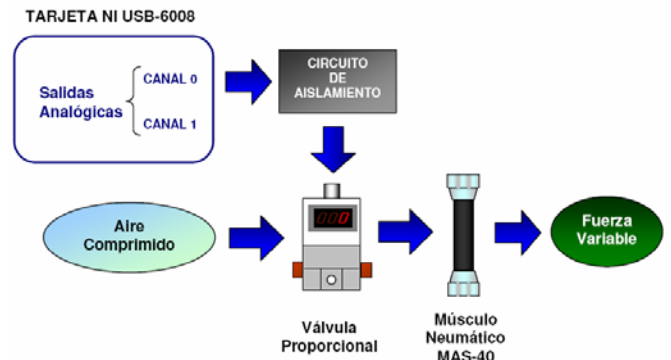 TARJETA NI USB-6008
Salidas
Analógicas
CANAL 0
CANAL 1
CIRCUITO
DE
AISLAMIENTO
Aire
Comprimido
000
Válvula
Proporcional
Músculo
Neumático
MAS-40
Fuerza
Variable